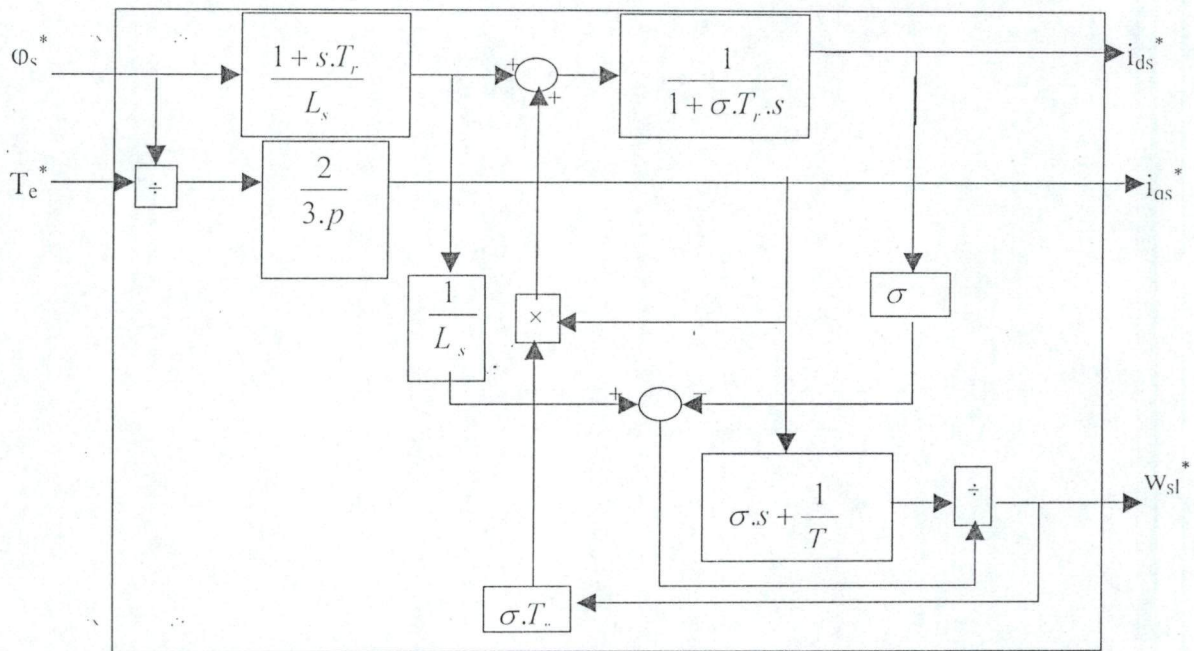 φs*
1 + s.Tr
Ls
+
+
1
1 + σ.Tr.s
ids*
Te*
÷
2
3.p
iqs*
1
Ls
×
σ
+
−
σ.s + 1
T
÷
wsl*
σ.T..